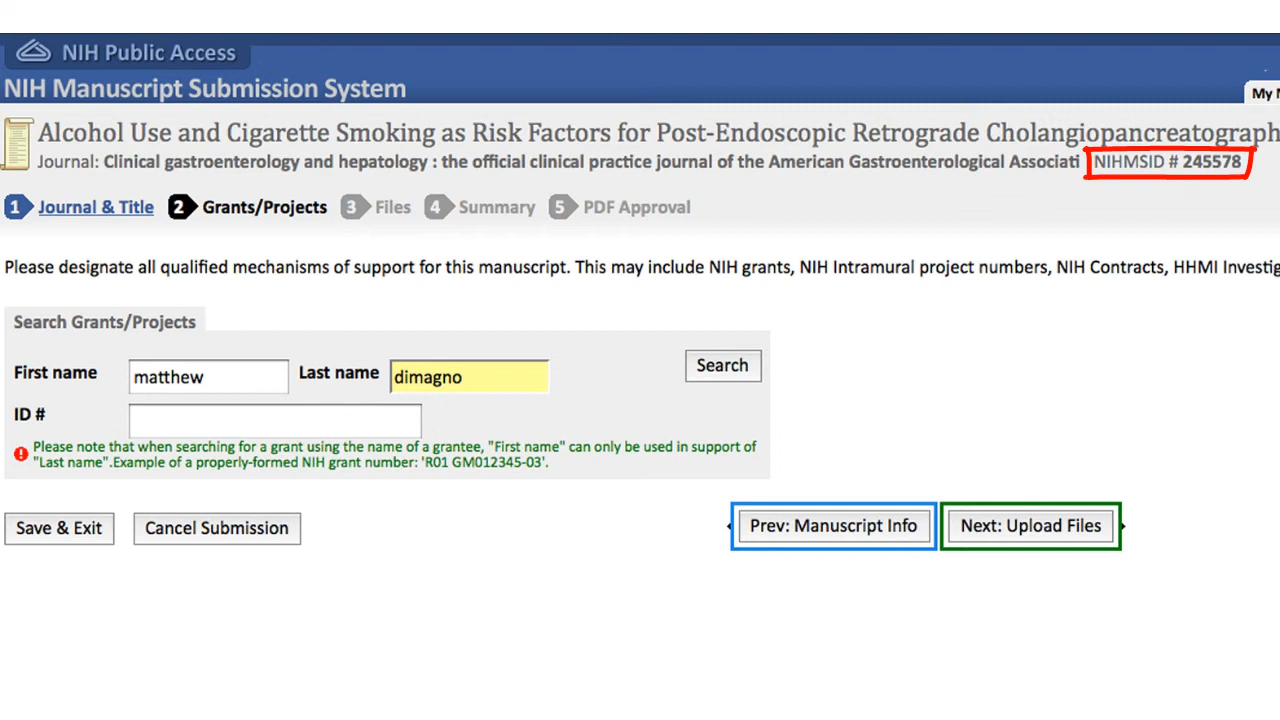 NIH Public Access
NIH Manuscript Submission System
My
Alcohol Use and Cigarette Smoking as Risk Factors for Post-Endoscopic Retrograde Cholangiopancreatograph
Journal: Clinical gastroenterology and hepatology : the official clinical practice journal of the American Gastroenterological Associati NIHMSID # 245578
1 Journal & Title 2 Grants/Projects 3 Files 4 Summary 5 PDF Approval
Please designate all qualified mechanisms of support for this manuscript. This may include NIH grants, NIH Intramural project numbers, NIH Contracts, HHMI Investig
Search Grants/Projects
First name matthew Last name dimagno Search
ID #
Please note that when searching for a grant using the name of a grantee, "First name" can only be used in support of
"Last name".Example of a properly-formed NIH grant number: 'R01 GM012345-03'.
Save & Exit Cancel Submission Prev: Manuscript Info Next: Upload Files